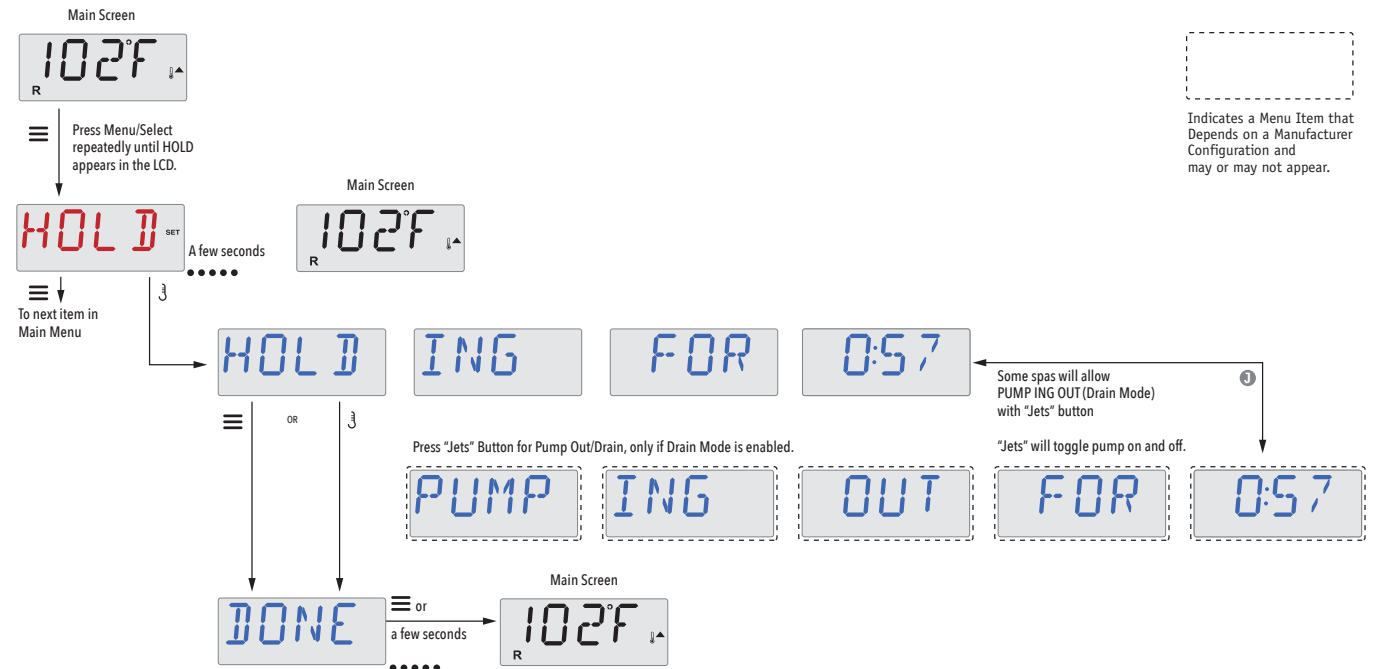 Main Screen
102°F
R
Press Menu/Select
repeatedly until HOLD
appears in the LCD.
Indicates a Menu Item that
Depends on a Manufacturer
Configuration and
may or may not appear.
HOLD SET
A few seconds
Main Screen
102°F
R
To next item in
Main Menu
HOLD ING FOR 0:57
Some spas will allow
PUMP ING OUT (Drain Mode)
with "Jets" button
J
OR
Press "Jets" Button for Pump Out/Drain, only if Drain Mode is enabled.
"Jets" will toggle pump on and off.
PUMP ING OUT FOR 0:57
DONE
or
a few seconds
Main Screen
102°F
R